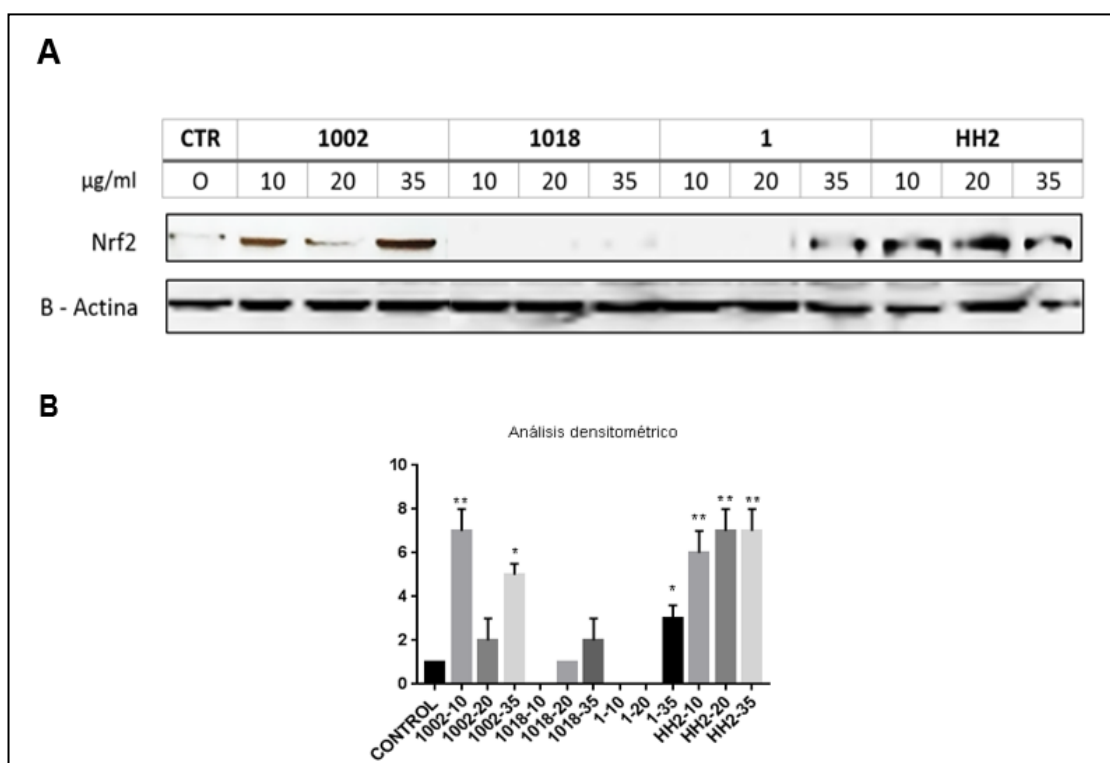 A
CTR 1002 1018 1 HH2
µg/ml O 10 20 35 10 20 35 10 20 35 10 20 35
Nrf2
B - Actina
B
Análisis densitométrico
10
8
6
4
2
0
** * * ** ** **
CONTROL 1002-10 1002-20 1002-35 1018-10 1018-20 1018-35 1-10 1-20 1-35 HH2-10 HH2-20 HH2-35